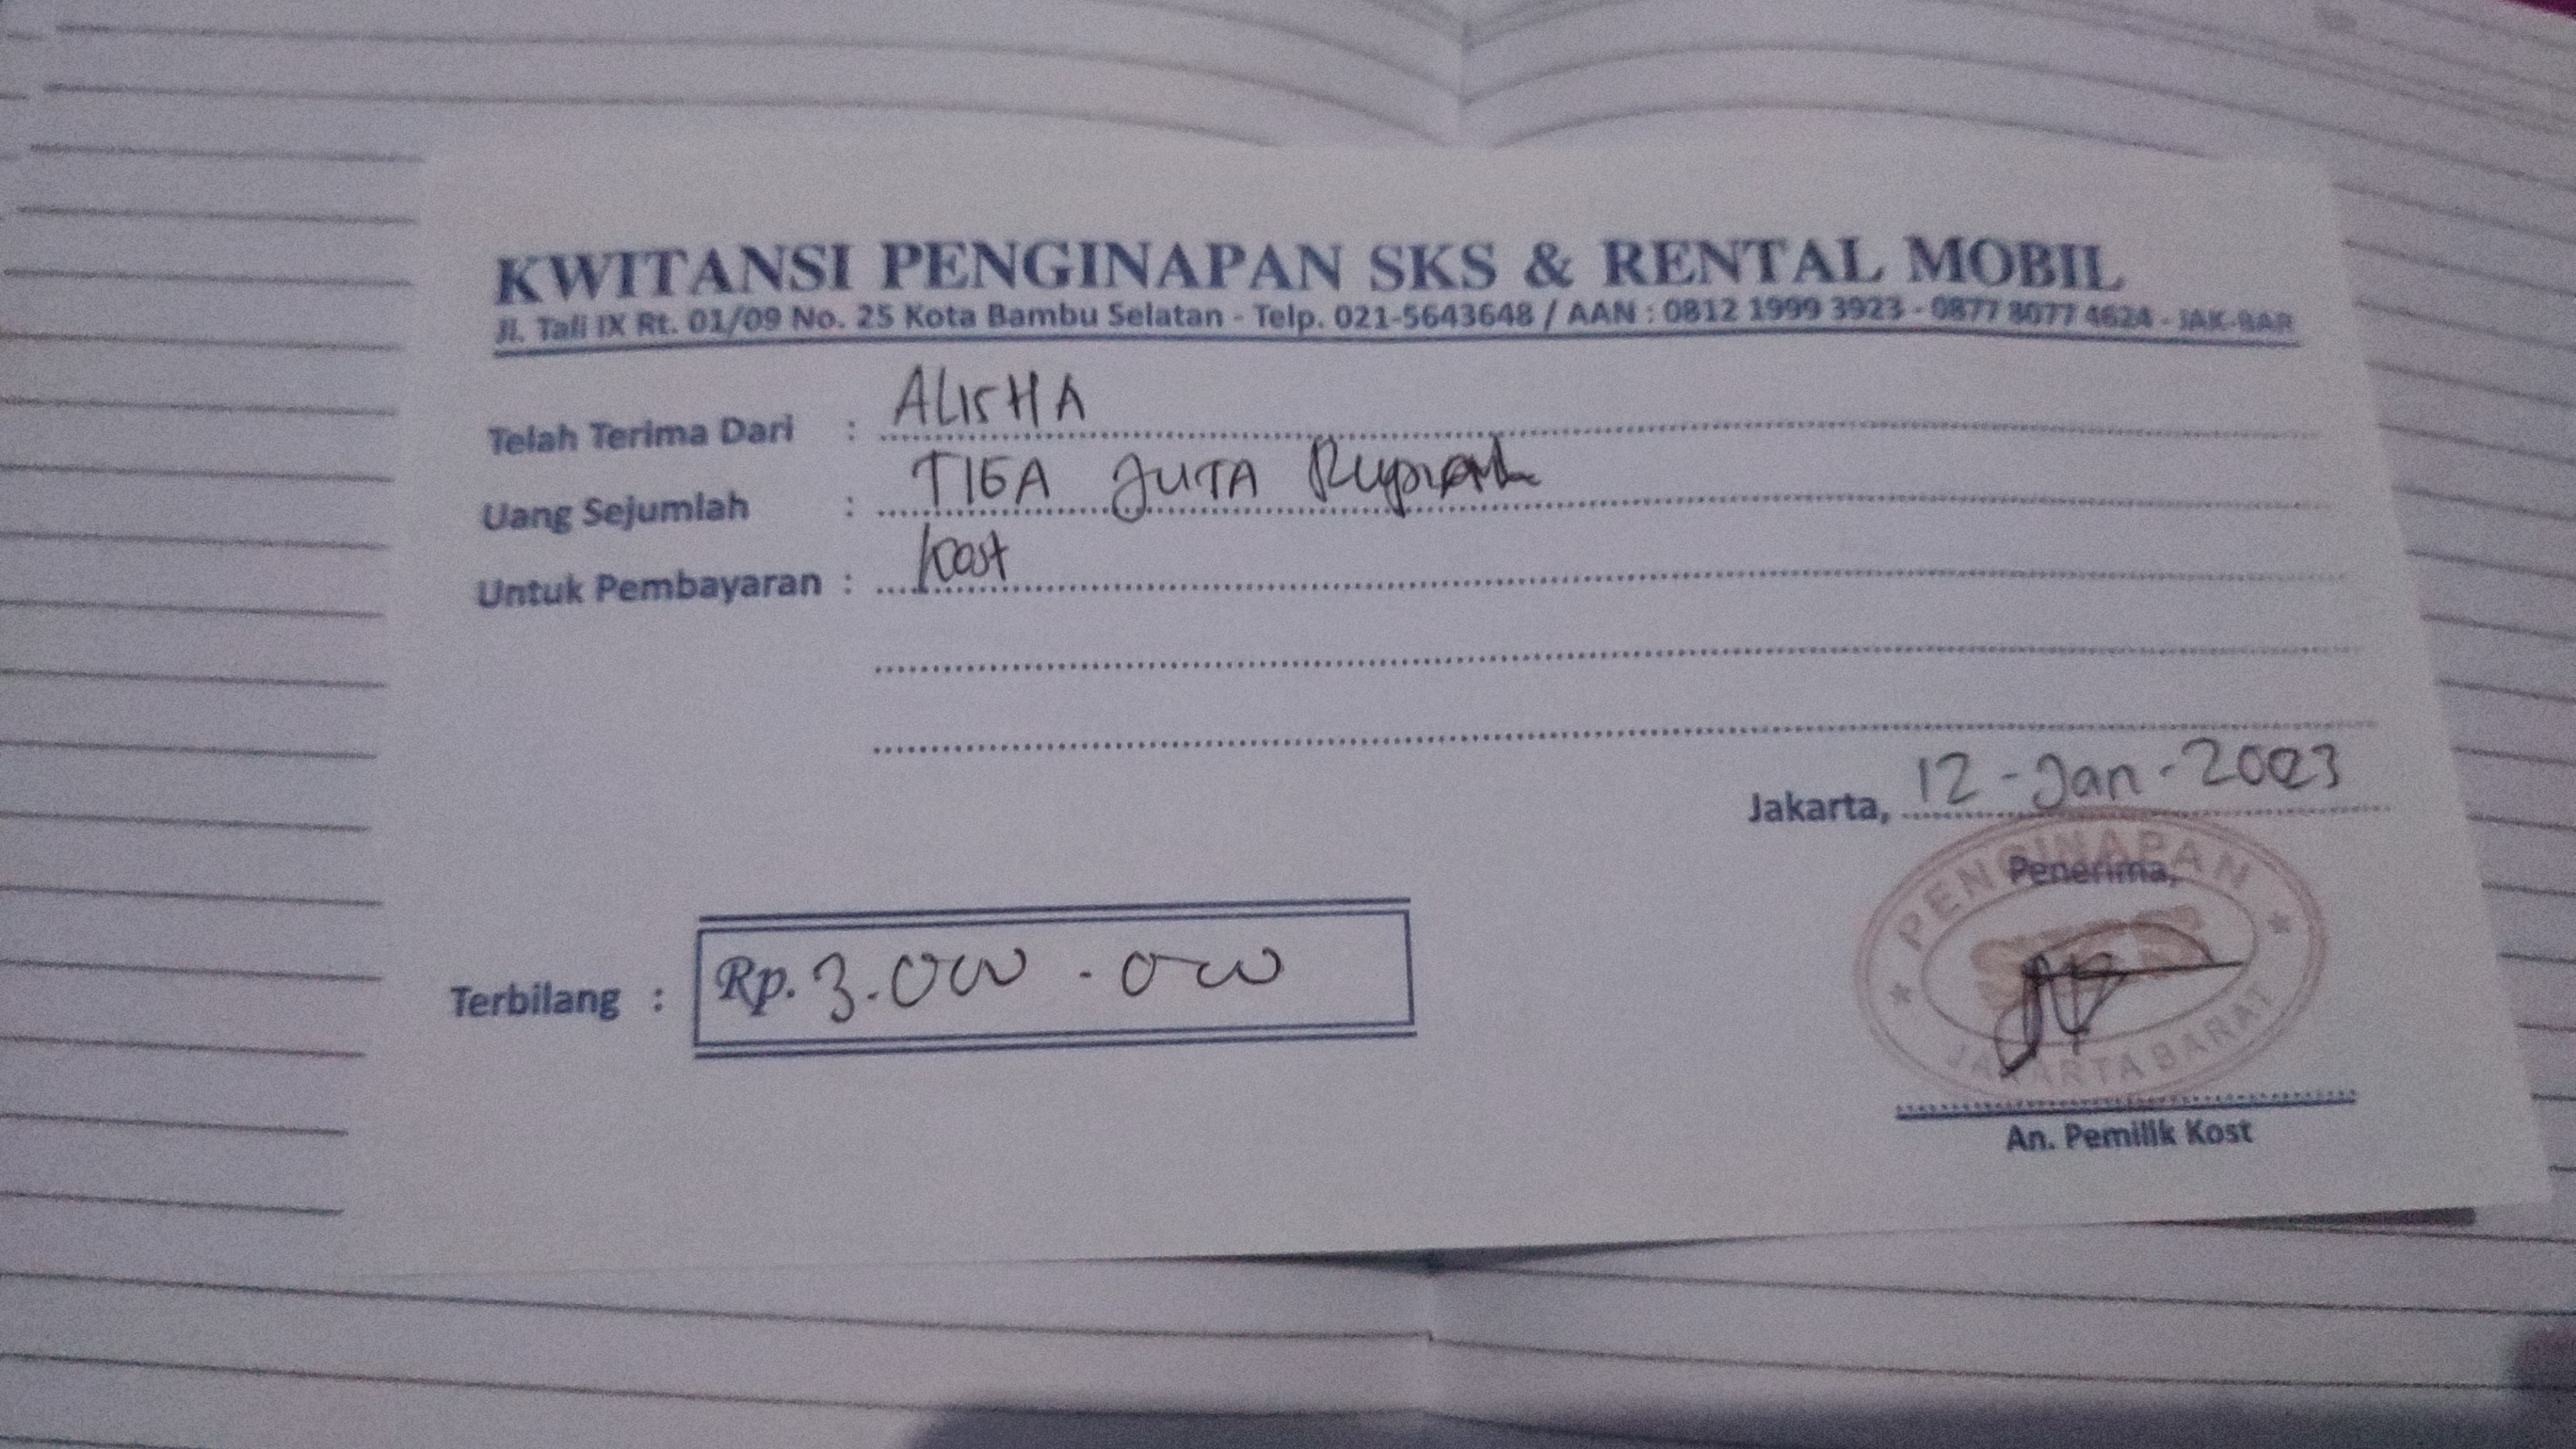 KWITANSI PENGINAPAN SKS & RENTAL MOBIL
Jl. Tali IX Rt. 01/09 No. 25 Kota Bambu Selatan - Telp. 021-5643648 / AAN : 0812 1999 3923 - 0877 8077 4624 - JAK-BAR
Telah Terima Dari : ALISHA
Uang Sejumlah : TIGA JUTA Rupiah
Untuk Pembayaran : Kost
Jakarta, 12-Jan-2023
Penerima,
PENGINAPAN
SKS
JAKARTA BARAT
Terbilang : Rp. 3.000.000
An. Pemilik Kost